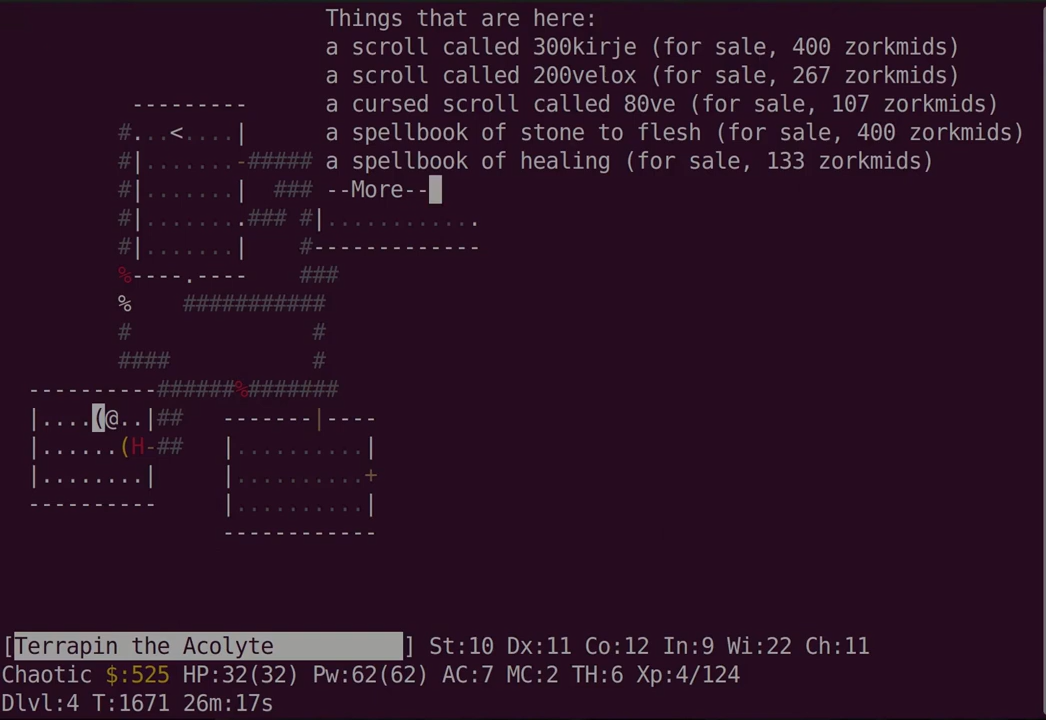 Things that are here:
a scroll called 300kirje (for sale, 400 zorkmids)
a scroll called 200velox (for sale, 267 zorkmids)
---------   a cursed scroll called 80ve (for sale, 107 zorkmids)
#....<....|   a spellbook of stone to flesh (for sale, 400 zorkmids)
#|.......-#####   a spellbook of healing (for sale, 133 zorkmids)
#|.......|   ###   --More--
#|........###   #|............
#|.......|   #-------------
%----.----   ###
%   ###########
#   #
####   #
----------######%#######
|....(@..|##   -------|----
|......(H-##   |..........|
|........|   |..........+
----------   |..........|
------------
[Terrapin the Acolyte] St:10 Dx:11 Co:12 In:9 Wi:22 Ch:11
Chaotic $:525 HP:32(32) Pw:62(62) AC:7 MC:2 TH:6 Xp:4/124
Dlvl:4 T:1671 26m:17s